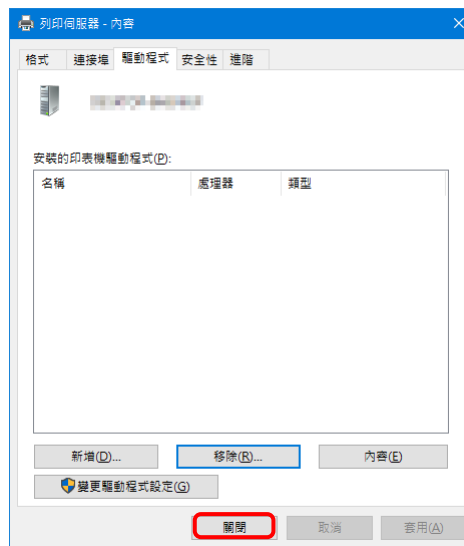 列印伺服器 - 內容
格式 連接埠 驅動程式 安全性 進階
安裝的印表機驅動程式(P):
名稱 處理器 類型
新增(D)... 移除(R)... 內容(E)
變更驅動程式設定(G)
關閉 取消 套用(A)